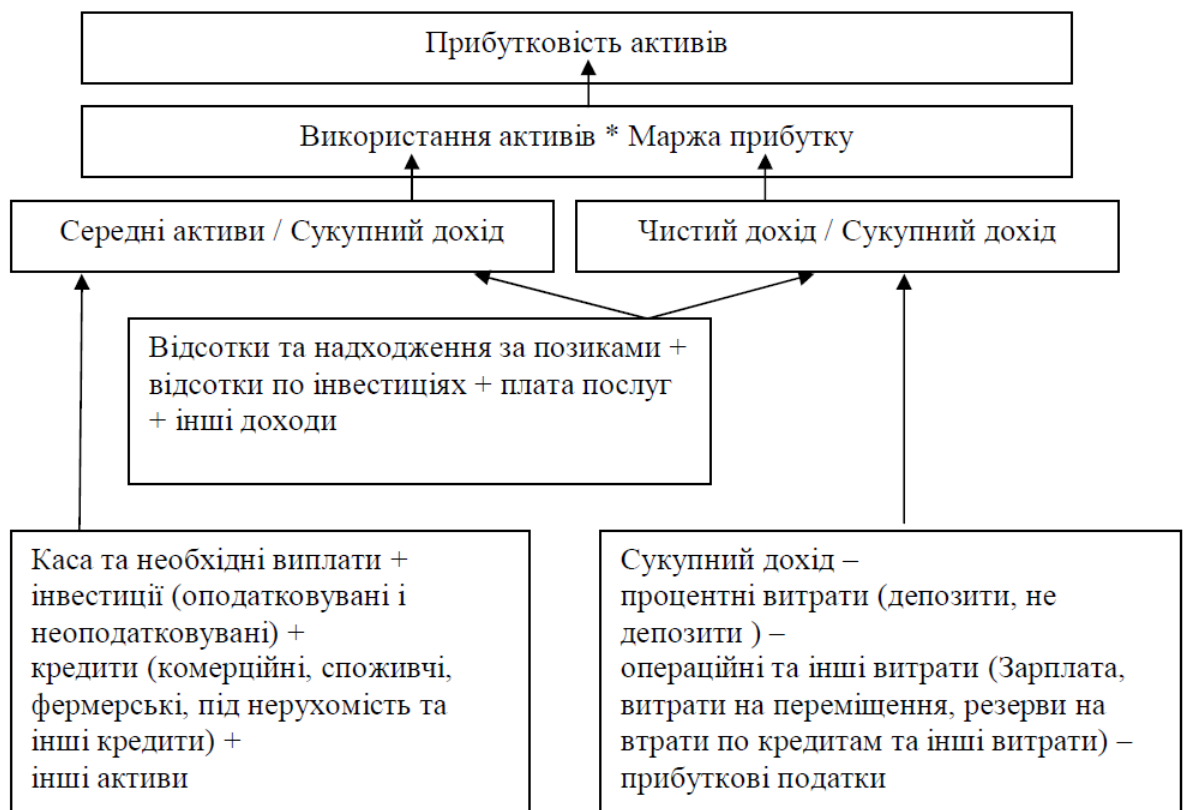 Прибутковість активів
Використання активів * Маржа прибутку
Середні активи / Сукупний дохід
Чистий дохід / Сукупний дохід
Відсотки та надходження за позиками +
відсотки по інвестиціях + плата послуг
+ інші доходи
Каса та необхідні виплати +
інвестиції (оподатковувані і
неоподатковувані) +
кредити (комерційні, споживчі,
фермерські, під нерухомість та
інші кредити) +
інші активи
Сукупний дохід –
процентні витрати (депозити, не
депозити ) –
операційні та інші витрати (Зарплата,
витрати на переміщення, резерви на
втрати по кредитам та інші витрати) –
прибуткові податки